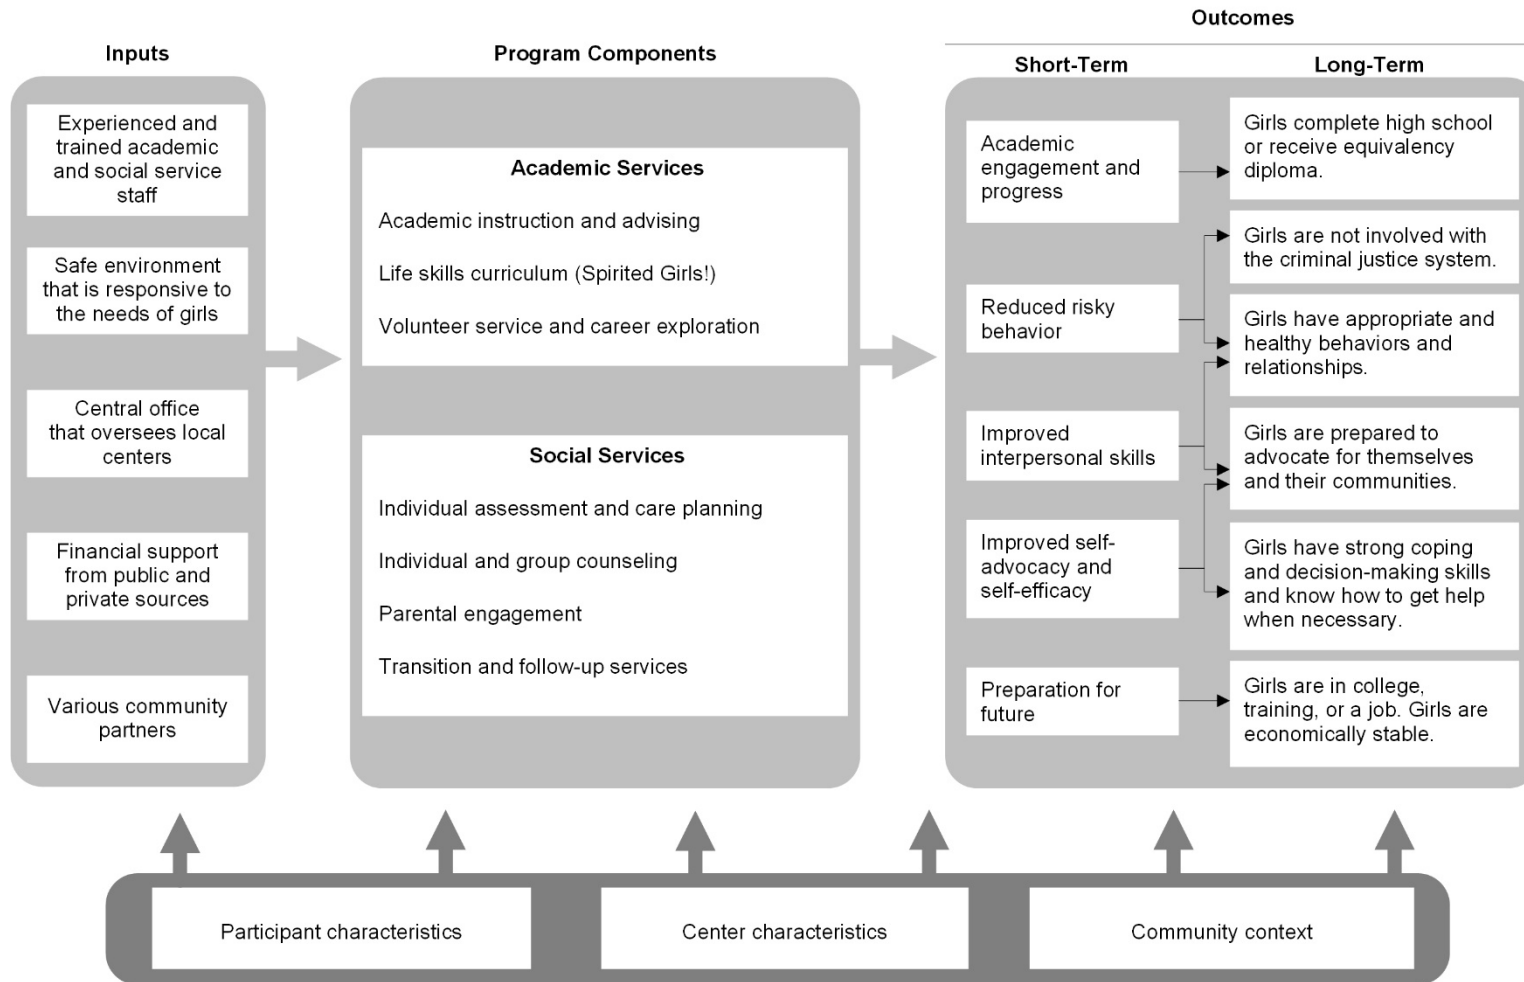 Outcomes
Inputs
Program Components
Short-Term
Long-Term
Experienced and
trained academic
and social service
staff
Safe environment
that is responsive to
the needs of girls
Central office
that oversees local
centers
Financial support
from public and
private sources
Various community
partners
Academic Services
Academic instruction and advising
Life skills curriculum (Spirited Girls!)
Volunteer service and career exploration
Social Services
Individual assessment and care planning
Individual and group counseling
Parental engagement
Transition and follow-up services
Academic
engagement and
progress
Reduced risky
behavior
Improved
interpersonal skills
Improved self-
advocacy and
self-efficacy
Preparation for
future
Girls complete high school
or receive equivalency
diploma.
Girls are not involved with
the criminal justice system.
Girls have appropriate and
healthy behaviors and
relationships.
Girls are prepared to
advocate for themselves
and their communities.
Girls have strong coping
and decision-making skills
and know how to get help
when necessary.
Girls are in college,
training, or a job. Girls are
economically stable.
Participant characteristics
Center characteristics
Community context